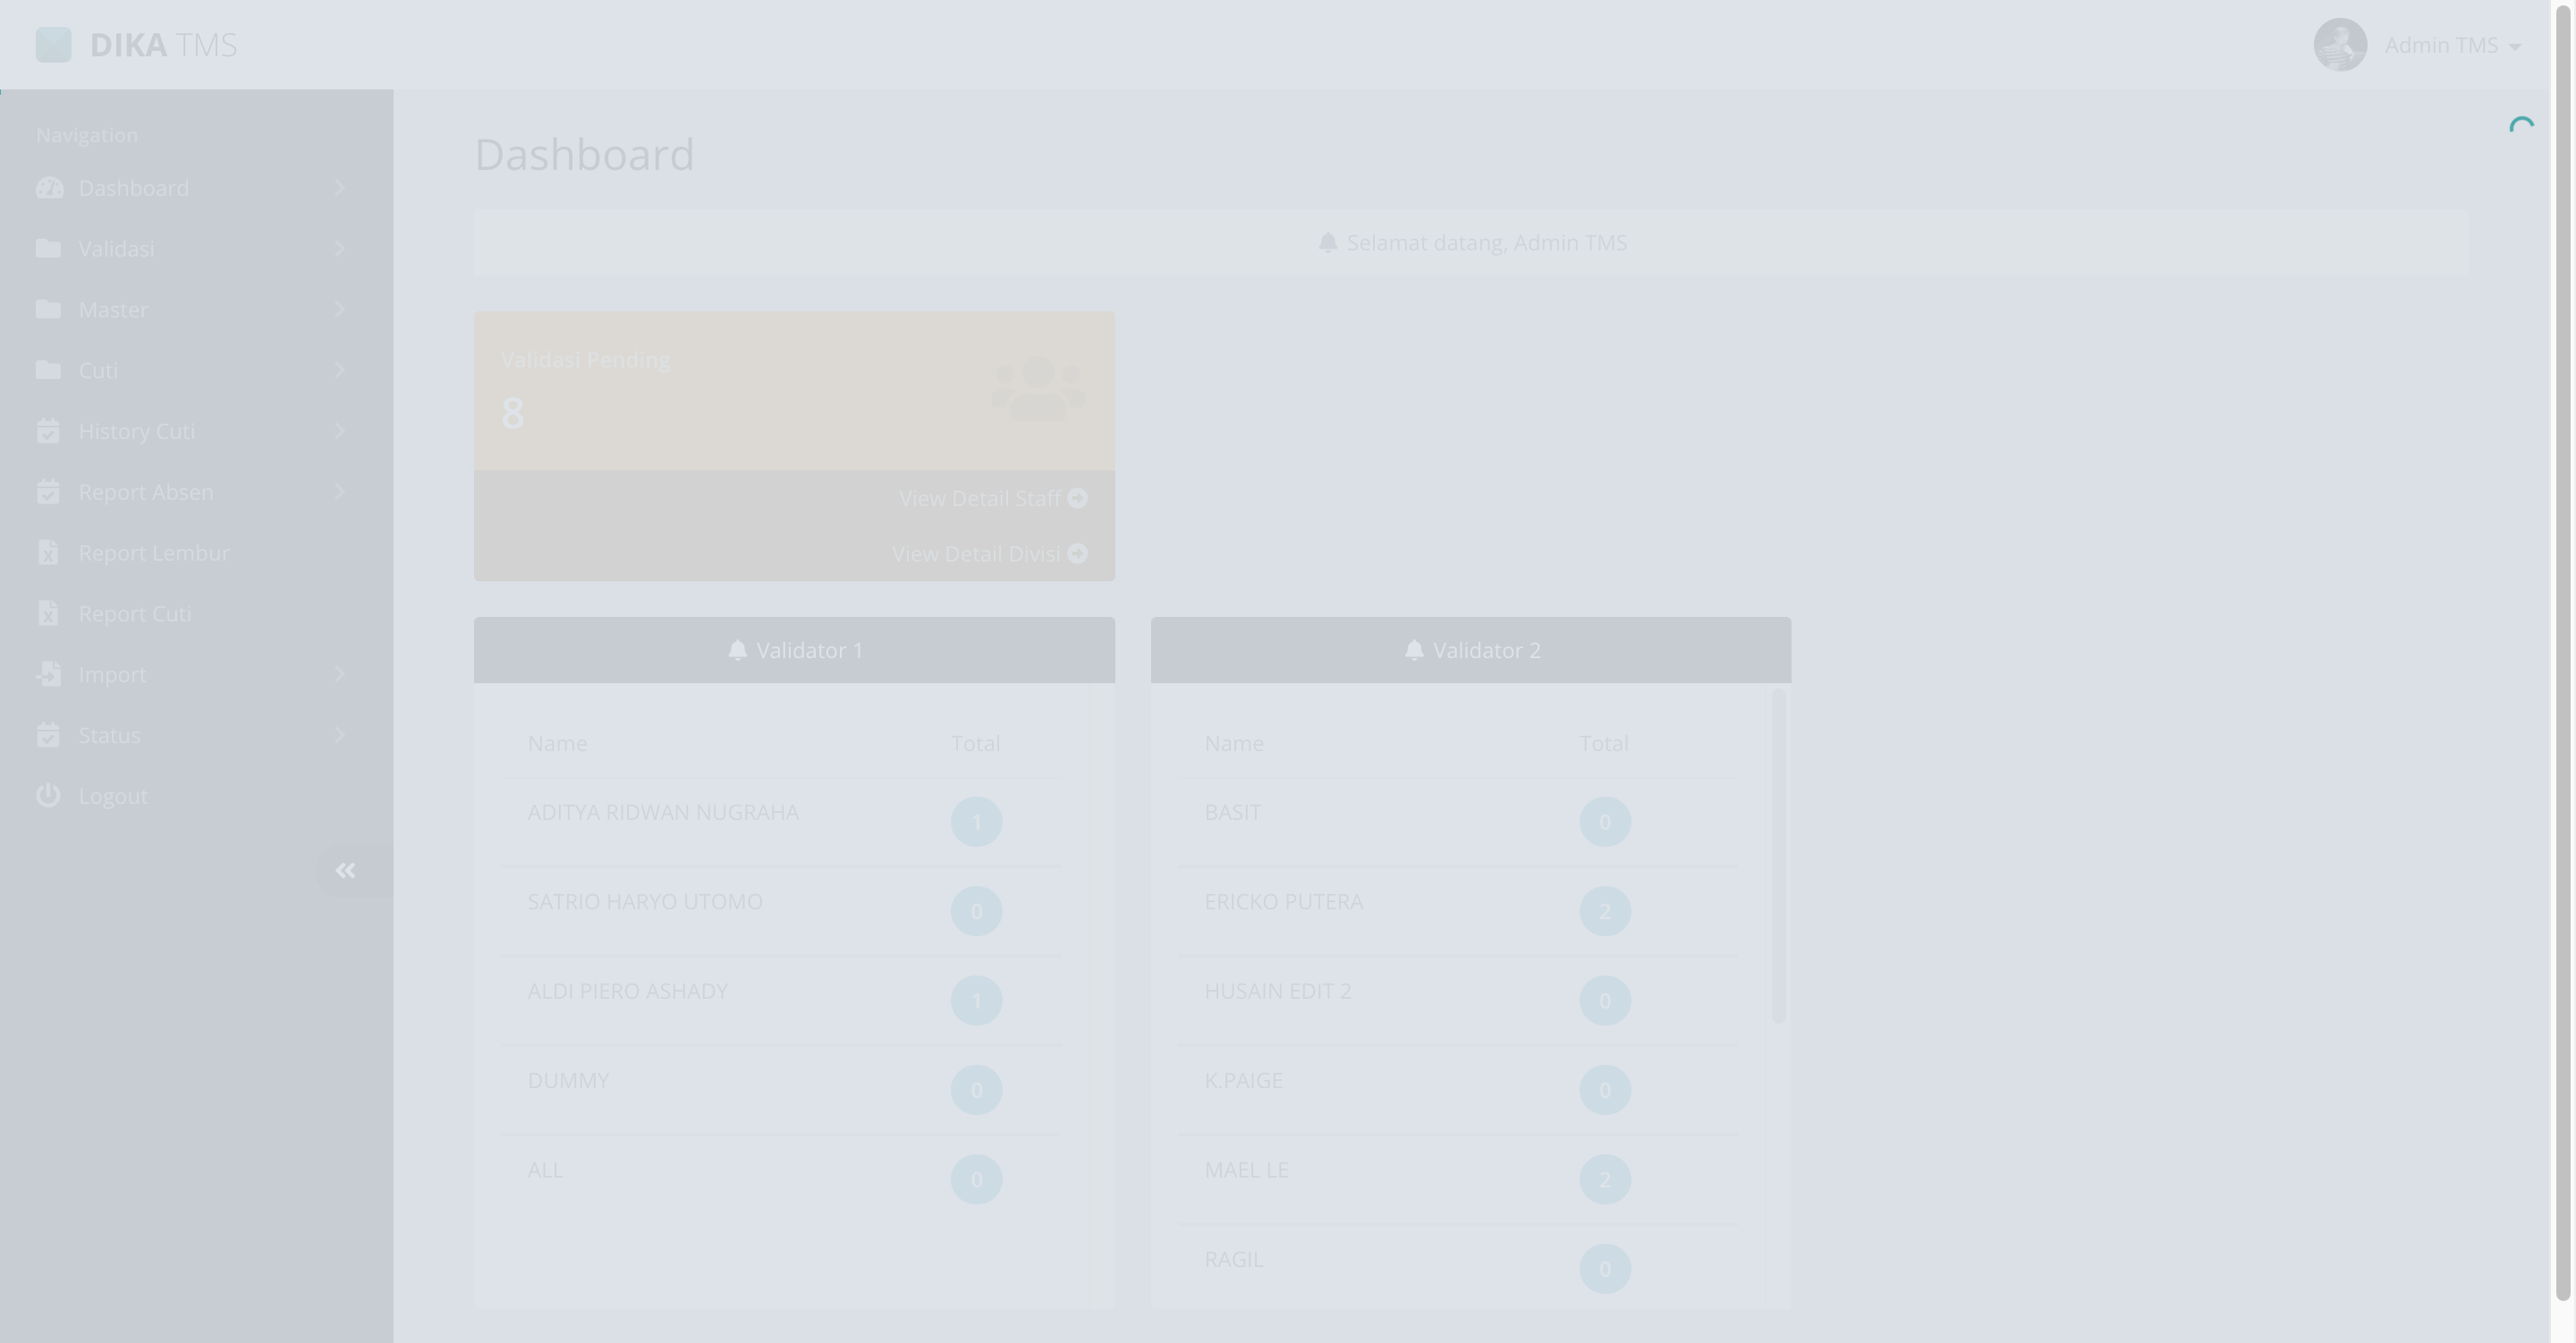 DIKA TMS
Admin TMS
Navigation
Dashboard
Validasi
Master
Cuti
History Cuti
Report Absen
Report Lembur
Report Cuti
Import
Status
Logout
Dashboard
Selamat datang, Admin TMS
Validasi Pending
8
View Detail Staff
View Detail Divisi
Validator 1
Name Total
ADITYA RIDWAN NUGRAHA 1
SATRIO HARYO UTOMO 0
ALDI PIERO ASHADY 1
DUMMY 0
ALL 0
Validator 2
Name Total
BASIT 0
ERICKO PUTERA 2
HUSAIN EDIT 2 0
K.PAIGE 0
MAEL LE 2
RAGIL 0